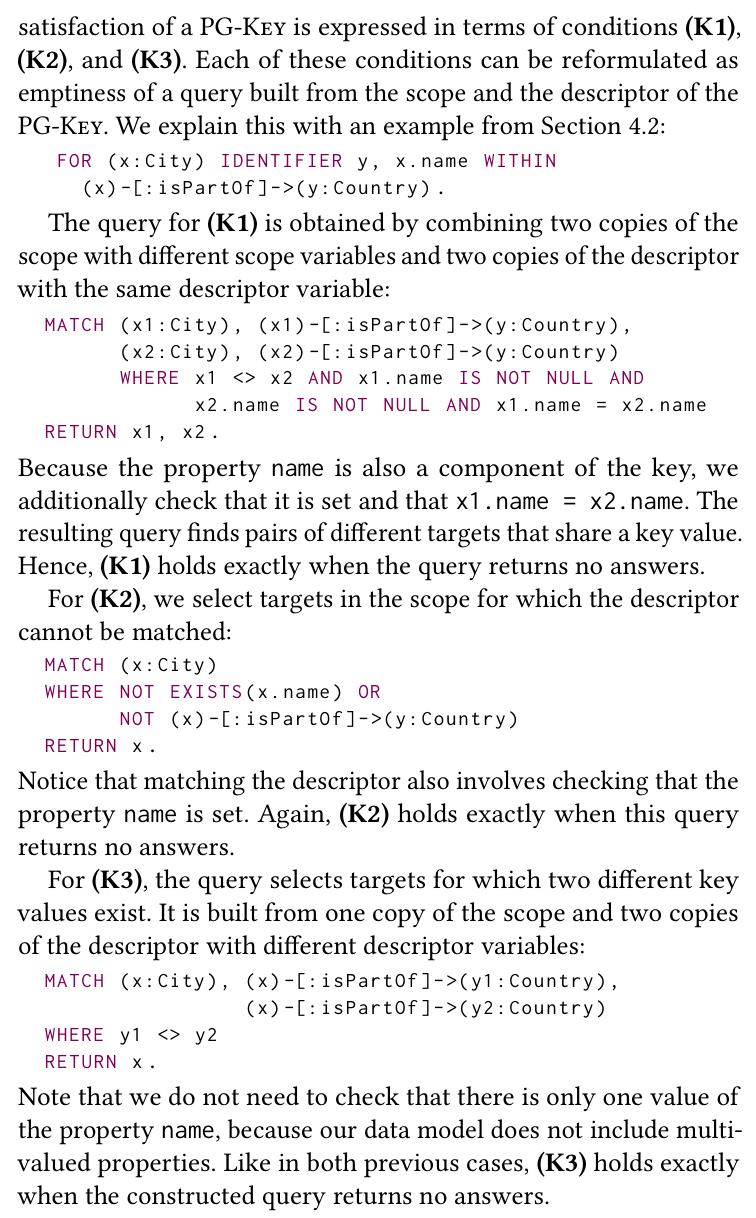 satisfaction of a PG-Key is expressed in terms of conditions (K1),
(K2), and (K3). Each of these conditions can be reformulated as
emptiness of a query built from the scope and the descriptor of the
PG-Key. We explain this with an example from Section 4.2:
FOR (x:City) IDENTIFIER y, x.name WITHIN
(x)-[:isPartOf]->(y:Country).
The query for (K1) is obtained by combining two copies of the
scope with different scope variables and two copies of the descriptor
with the same descriptor variable:
MATCH (x1:City), (x1)-[:isPartOf]->(y:Country),
(x2:City), (x2)-[:isPartOf]->(y:Country)
WHERE x1 <> x2 AND x1.name IS NOT NULL AND
x2.name IS NOT NULL AND x1.name = x2.name
RETURN x1, x2.
Because the property name is also a component of the key, we
additionally check that it is set and that x1.name = x2.name. The
resulting query finds pairs of different targets that share a key value.
Hence, (K1) holds exactly when the query returns no answers.
For (K2), we select targets in the scope for which the descriptor
cannot be matched:
MATCH (x:City)
WHERE NOT EXISTS(x.name) OR
NOT (x)-[:isPartOf]->(y:Country)
RETURN x.
Notice that matching the descriptor also involves checking that the
property name is set. Again, (K2) holds exactly when this query
returns no answers.
For (K3), the query selects targets for which two different key
values exist. It is built from one copy of the scope and two copies
of the descriptor with different descriptor variables:
MATCH (x:City), (x)-[:isPartOf]->(y1:Country),
(x)-[:isPartOf]->(y2:Country)
WHERE y1 <> y2
RETURN x.
Note that we do not need to check that there is only one value of
the property name, because our data model does not include multi-
valued properties. Like in both previous cases, (K3) holds exactly
when the constructed query returns no answers.